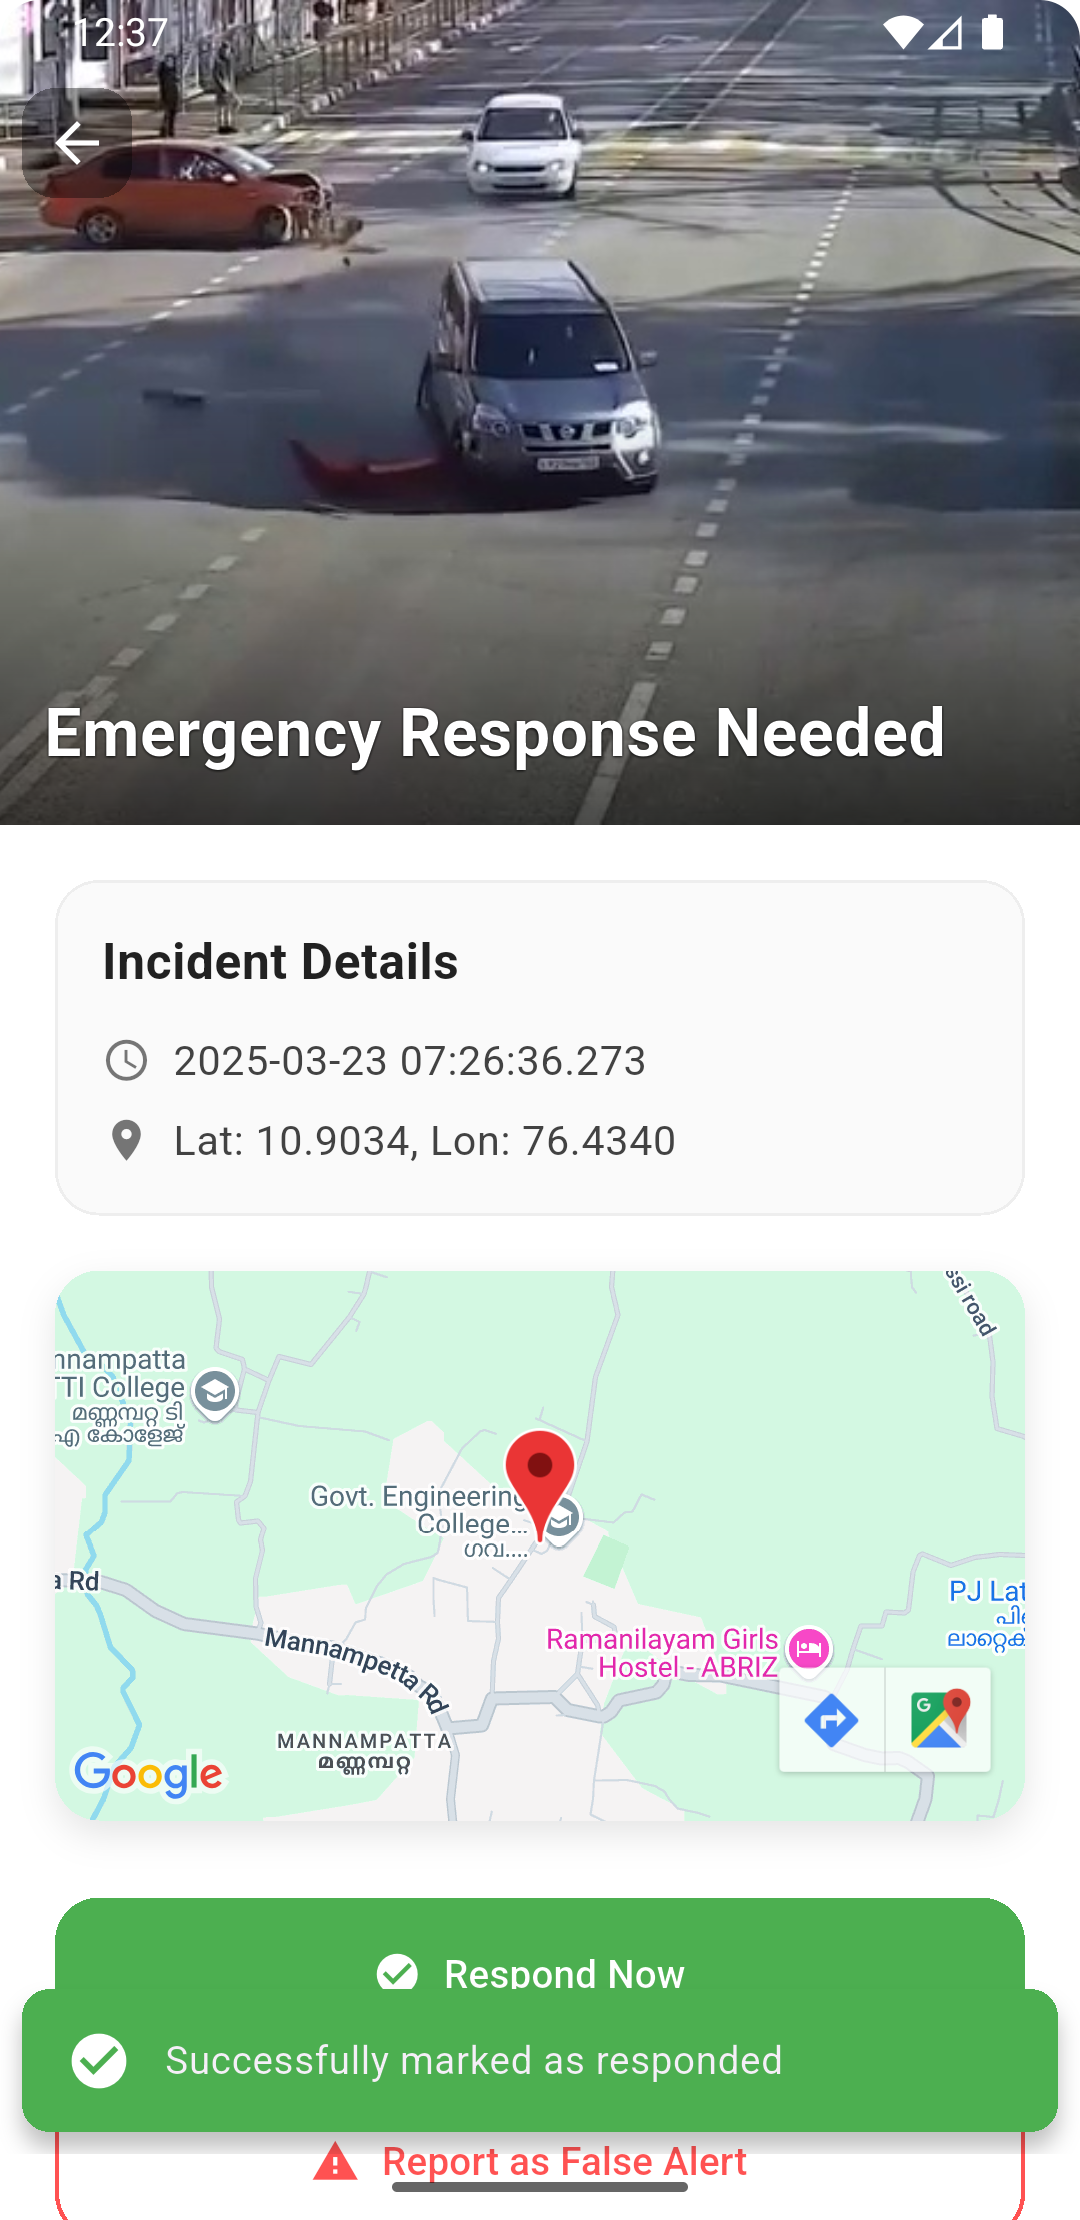 12:37
Emergency Response Needed
Incident Details
2025-03-23 07:26:36.273
Lat: 10.9034, Lon: 76.4340
ssi road
nnampatta
TTI College
മണ്ണമ്പറ്റ ടി
എ കോളേജ്
Govt. Engineering
College...
ഗവ....
a Rd
PJ Lat
ലാറ്റെക്
Ramanilayam Girls
Hostel - ABRIZ
Mannampetta Rd
MANNAMPATTA
മണ്ണമ്പറ്റ
G
Google
Respond Now
Successfully marked as responded
Report as False Alert